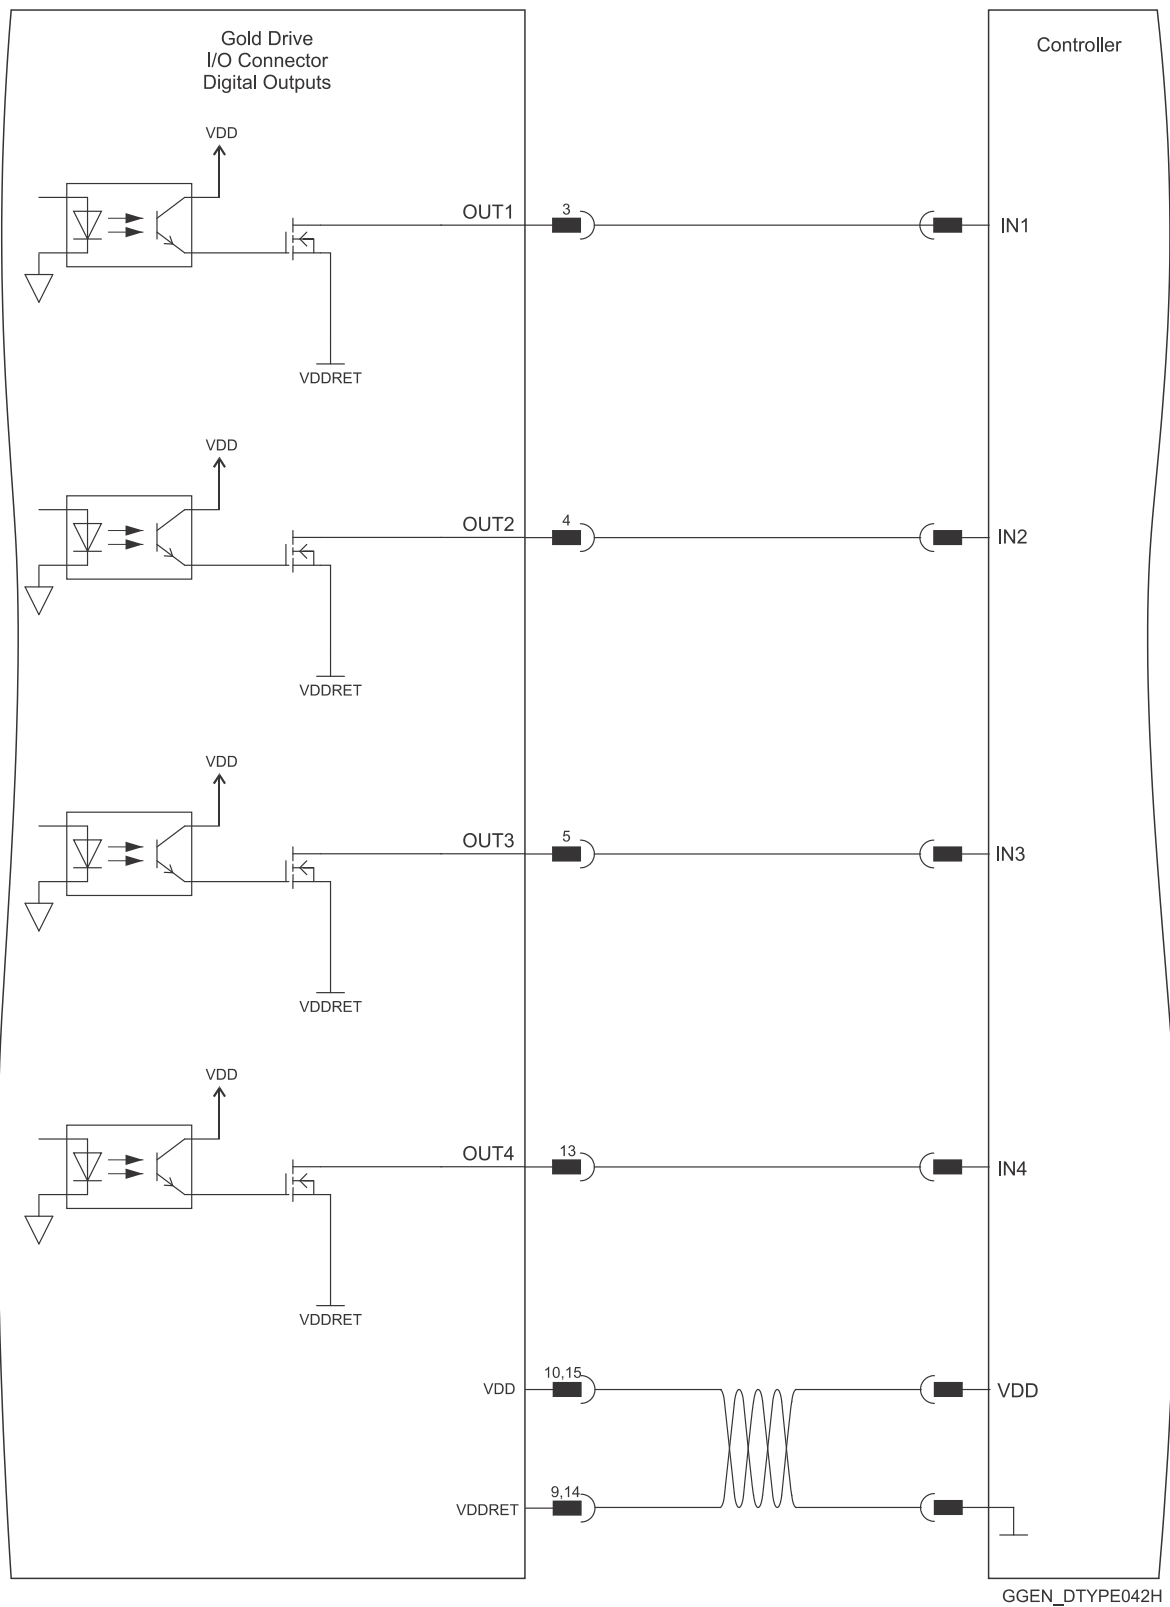 Gold Drive
I/O Connector
Digital Outputs
Controller
VDD
OUT1
3
IN1
VDDRET
VDD
OUT2
4
IN2
VDDRET
VDD
OUT3
5
IN3
VDDRET
VDD
OUT4
13
IN4
VDDRET
VDD
10,15
VDD
VDDRET
9,14
GGEN_DTYPE042H